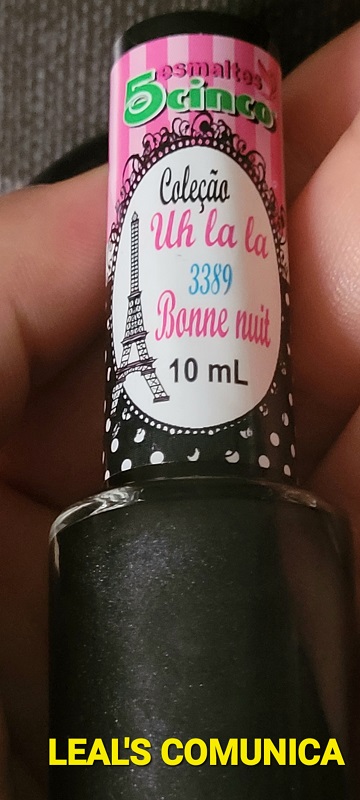 esmaltes
5cinco
Coleção
Uh la la
3389
Bonne nuit
10 mL
LEAL'S COMUNICA